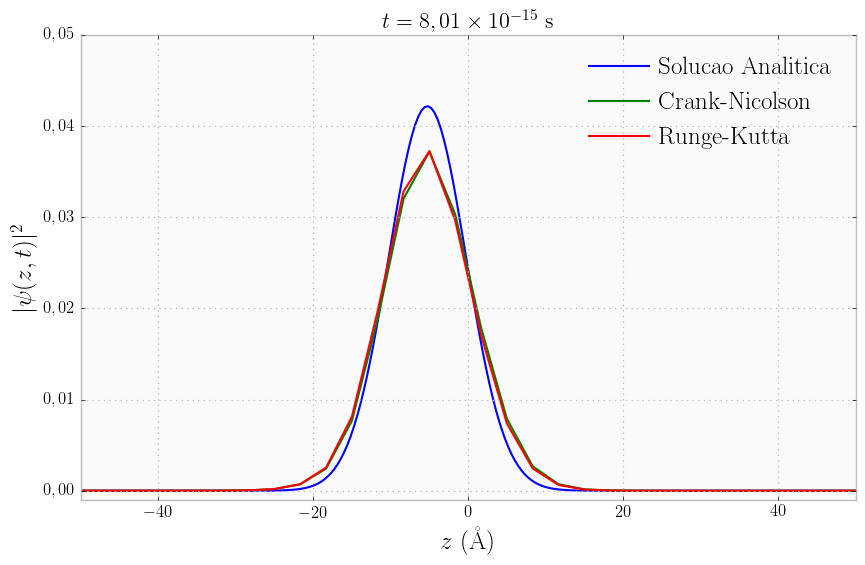 t = 8,01 × 10⁻¹⁵ s
0,05
0,04
0,03
0,02
0,01
0,00
|ψ(z, t)|²
Solucao Analitica
Crank-Nicolson
Runge-Kutta
−40 −20 0 20 40
z (Å)